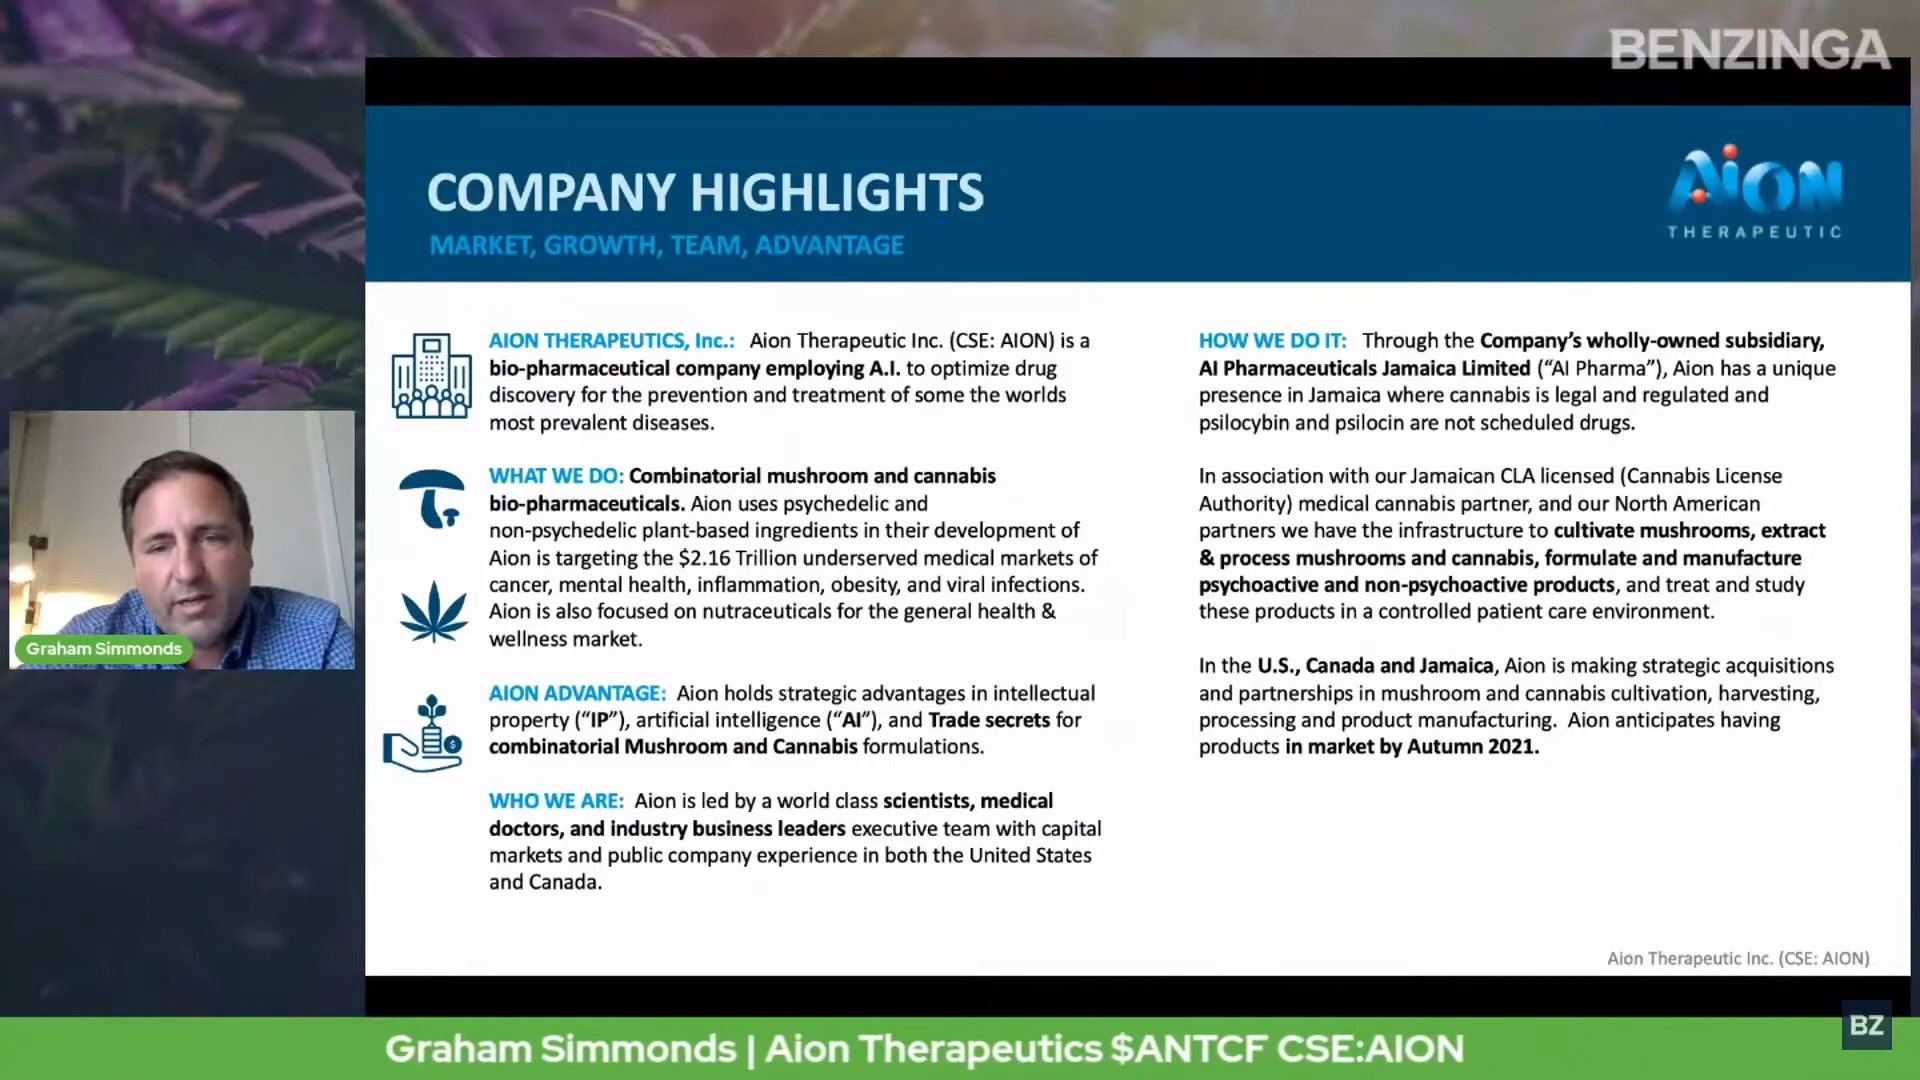 BENZINGA
COMPANY HIGHLIGHTS
MARKET, GROWTH, TEAM, ADVANTAGE
AION
THERAPEUTIC
AION THERAPEUTICS, Inc.: Aion Therapeutic Inc. (CSE: AION) is a
bio-pharmaceutical company employing A.I. to optimize drug
discovery for the prevention and treatment of some the worlds
most prevalent diseases.
WHAT WE DO: Combinatorial mushroom and cannabis
bio-pharmaceuticals. Aion uses psychedelic and
non-psychedelic plant-based ingredients in their development of
Aion is targeting the $2.16 Trillion underserved medical markets of
cancer, mental health, inflammation, obesity, and viral infections.
Aion is also focused on nutraceuticals for the general health &
wellness market.
AION ADVANTAGE: Aion holds strategic advantages in intellectual
property (“IP”), artificial intelligence (“AI”), and Trade secrets for
combinatorial Mushroom and Cannabis formulations.
WHO WE ARE: Aion is led by a world class scientists, medical
doctors, and industry business leaders executive team with capital
markets and public company experience in both the United States
and Canada.
HOW WE DO IT: Through the Company’s wholly-owned subsidiary,
AI Pharmaceuticals Jamaica Limited (“AI Pharma”), Aion has a unique
presence in Jamaica where cannabis is legal and regulated and
psilocybin and psilocin are not scheduled drugs.
In association with our Jamaican CLA licensed (Cannabis License
Authority) medical cannabis partner, and our North American
partners we have the infrastructure to cultivate mushrooms, extract
& process mushrooms and cannabis, formulate and manufacture
psychoactive and non-psychoactive products, and treat and study
these products in a controlled patient care environment.
In the U.S., Canada and Jamaica, Aion is making strategic acquisitions
and partnerships in mushroom and cannabis cultivation, harvesting,
processing and product manufacturing. Aion anticipates having
products in market by Autumn 2021.
Aion Therapeutic Inc. (CSE: AION)
Graham Simmonds
BZ
Graham Simmonds | Aion Therapeutics $ANTCF CSE:AION